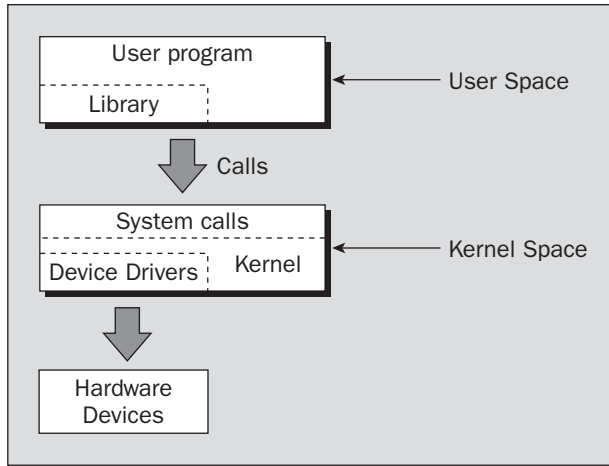 User program
Library
User Space
Calls
System calls
Kernel
Device Drivers
Kernel Space
Hardware
Devices